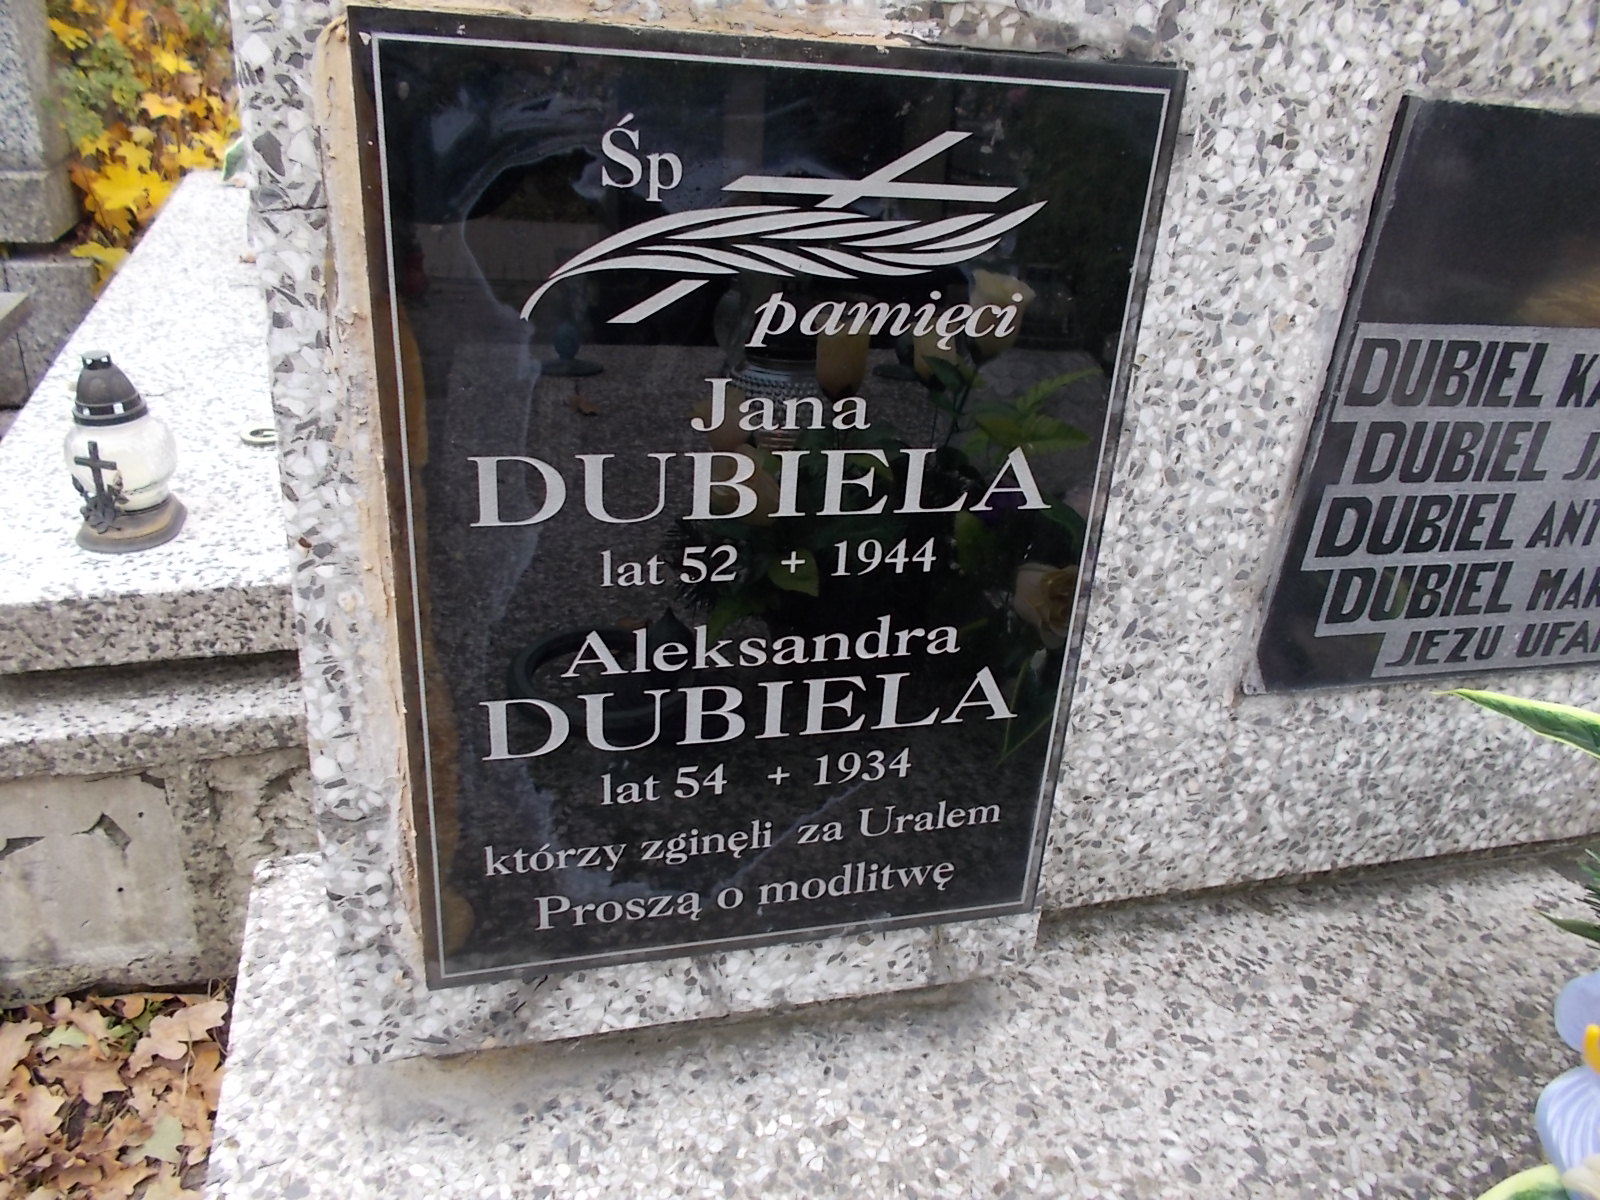 Śp
pamięci
Jana
DUBIELA
lat 52 + 1944
Aleksandra
DUBIELA
lat 54 + 1934
którzy zginęli za Uralem
Proszą o modlitwę
DUBIEL
DUBIEL
DUBIEL
DUBIEL
JEZU